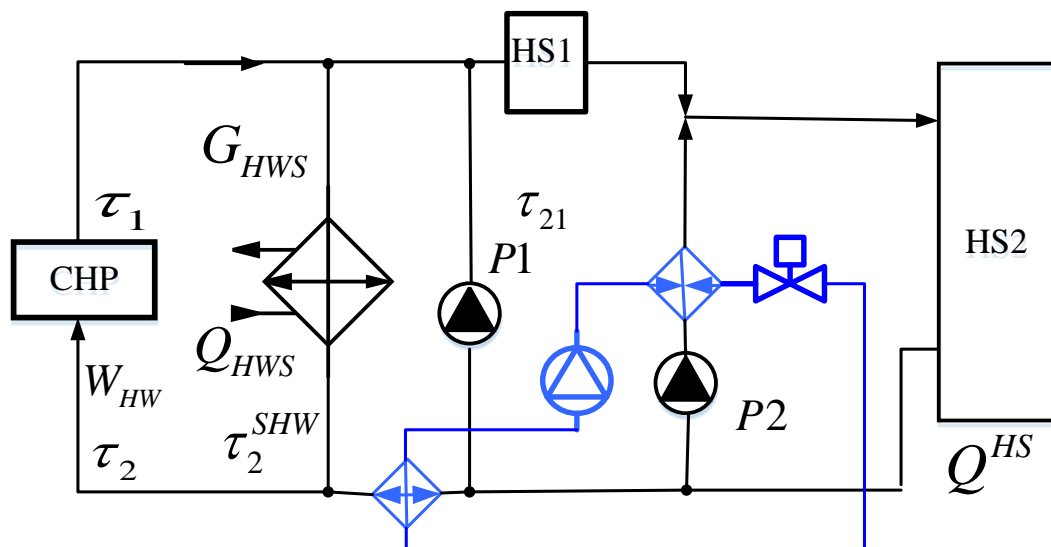 HS1
G_HWS
τ_1
τ_21
P1
CHP
HS2
Q_HWS
W_HW
P2
τ_2^SHW
τ_2
Q^HS